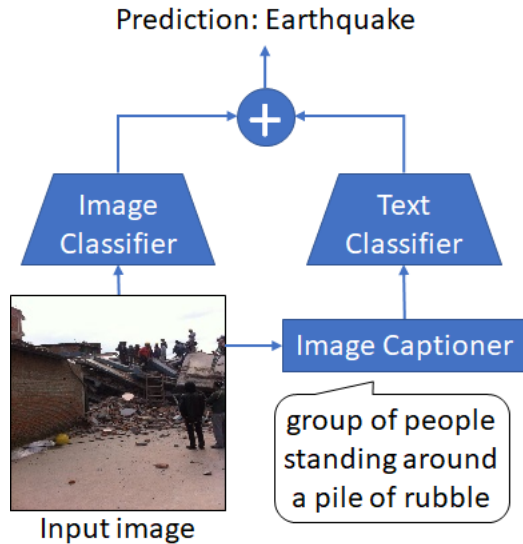 Prediction: Earthquake
+
Image
Classifier
Text
Classifier
Image Captioner
group of people
standing around
a pile of rubble
Input image